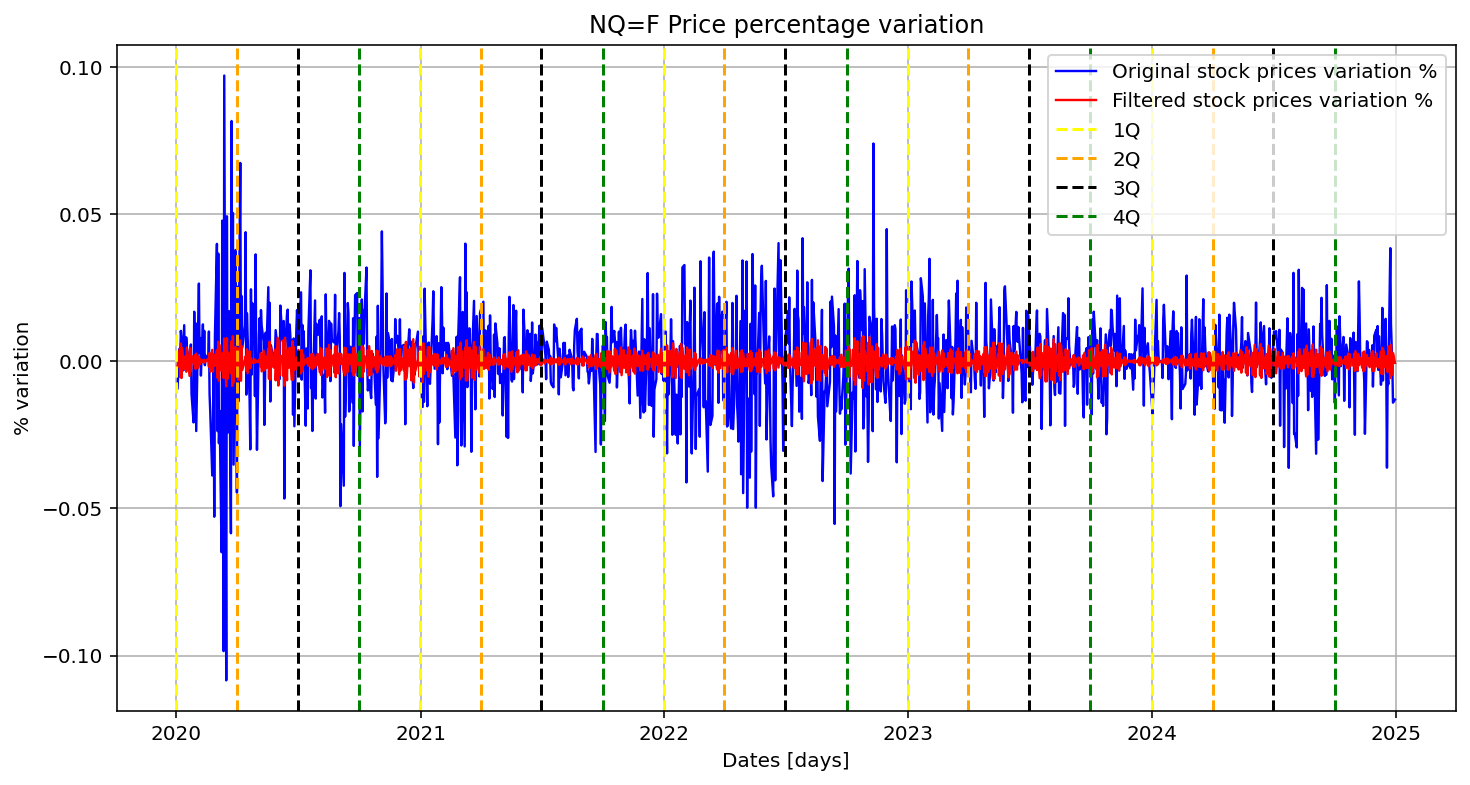 NQ=F Price percentage variation
Original stock prices variation %
Filtered stock prices variation %
1Q
2Q
3Q
4Q
0.10
0.05
0.00
−0.05
−0.10
% variation
2020
2021
2022
2023
2024
2025
Dates [days]